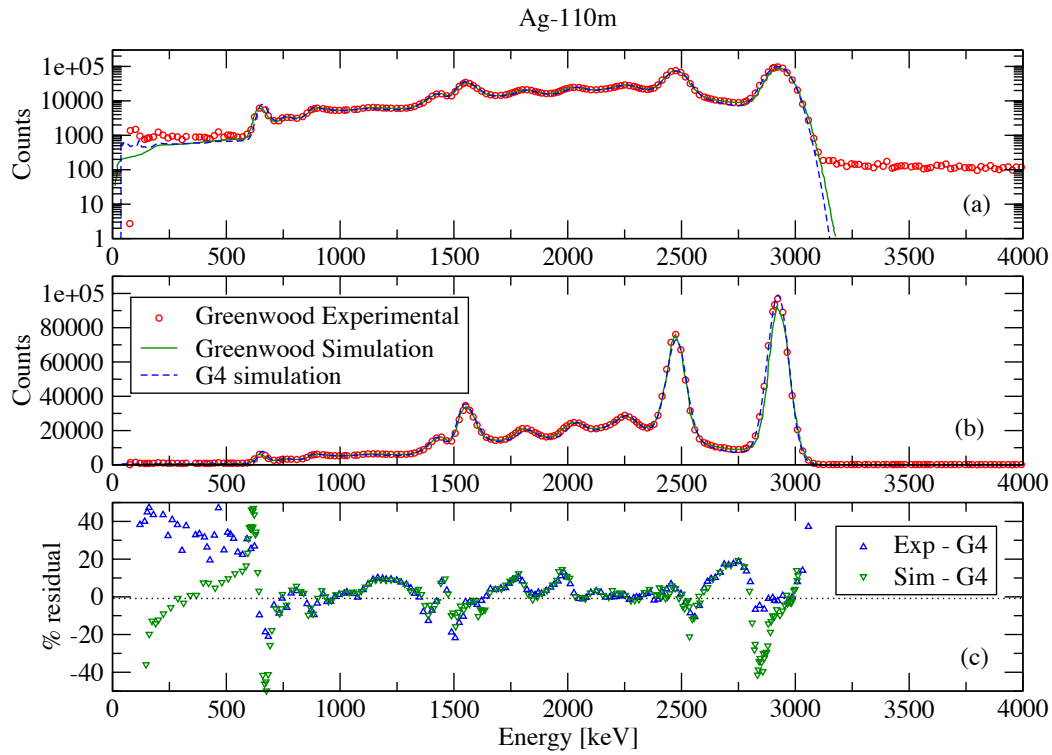 Ag-110m
1e+05
10000
1000
100
10
1
Counts
(a)
0 500 1000 1500 2000 2500 3000 3500 4000
1e+05
80000
60000
40000
20000
0
Counts
Greenwood Experimental
Greenwood Simulation
G4 simulation
(b)
0 500 1000 1500 2000 2500 3000 3500 4000
40
20
0
-20
-40
% residual
Exp - G4
Sim - G4
(c)
0 500 1000 1500 2000 2500 3000 3500 4000
Energy [keV]